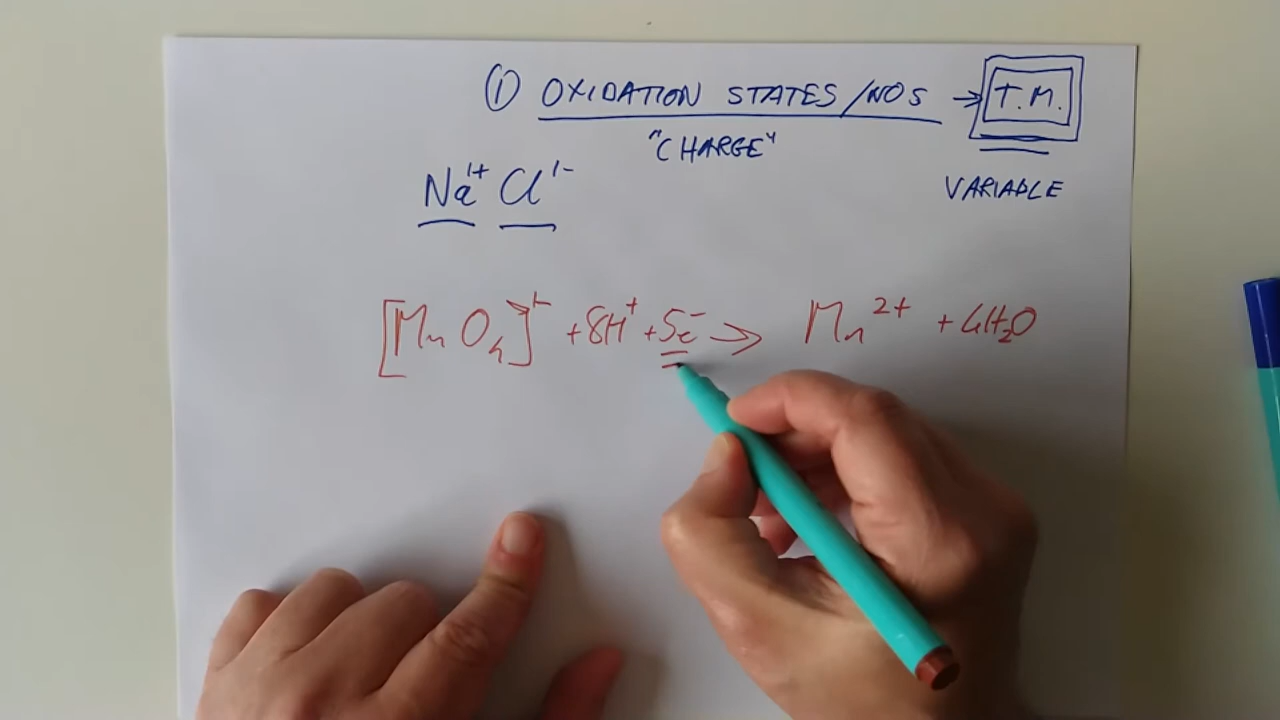 ① OXIDATION STATES/NOS → T.M.
"CHARGE"
VARIABLE
Na¹⁺ Cl¹⁻
[MnO₄]¹⁻ + 8H⁺ + 5e⁻ → Mn²⁺ + 4H₂O